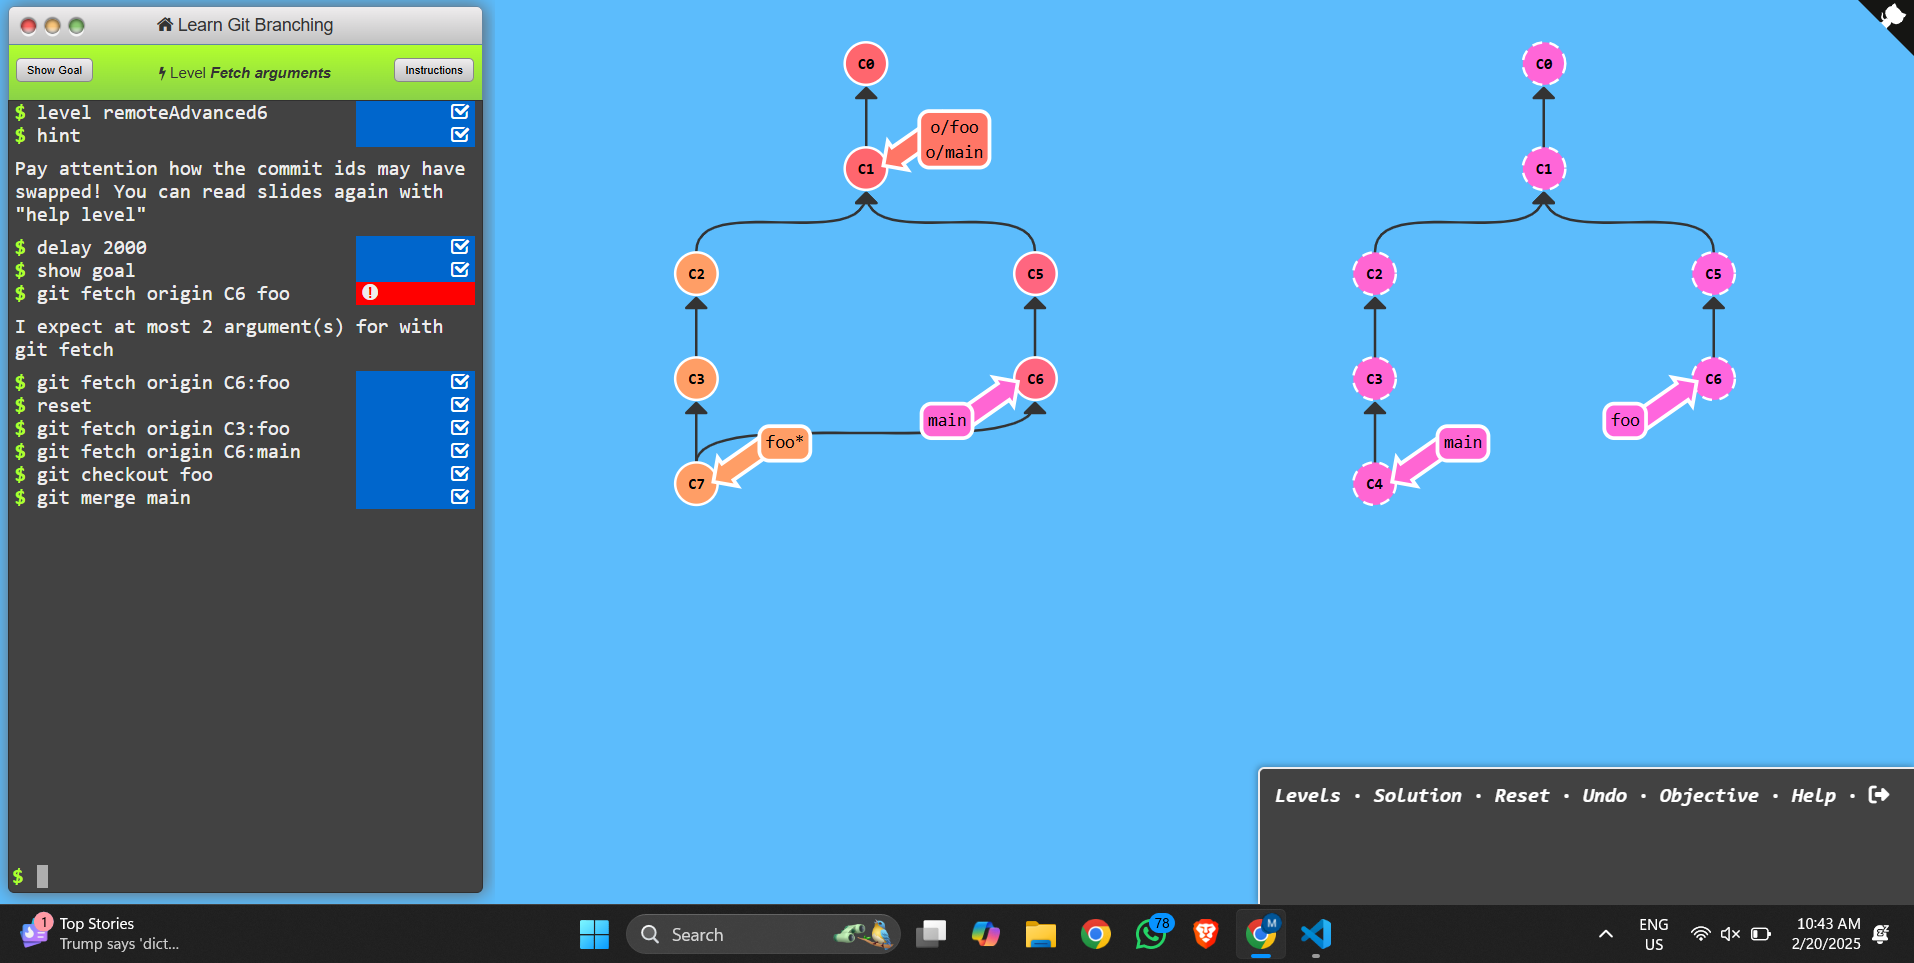 Learn Git Branching
Show Goal
Level Fetch arguments
Instructions
$ level remoteAdvanced6
$ hint
Pay attention how the commit ids may have
swapped! You can read slides again with
"help level"
$ delay 2000
$ show goal
$ git fetch origin C6 foo
I expect at most 2 argument(s) for with
git fetch
$ git fetch origin C6:foo
$ reset
$ git fetch origin C3:foo
$ git fetch origin C6:main
$ git checkout foo
$ git merge main
$
C0
o/foo
o/main
C1
C2
C5
C3
C6
main
foo*
C7
C0
C1
C2
C5
C3
C6
foo
main
C4
Levels · Solution · Reset · Undo · Objective · Help ·
1
Top Stories
Trump says 'dict...
Search
78
M
ENG
US
10:43 AM
2/20/2025